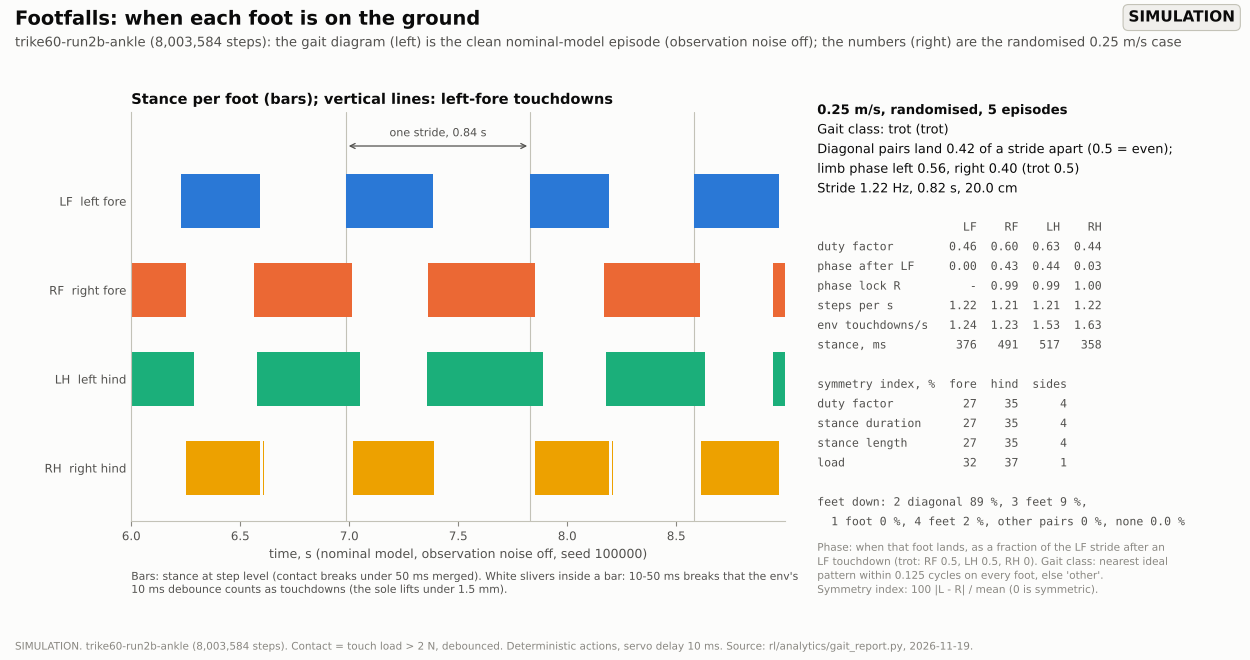 Footfalls: when each foot is on the ground
SIMULATION
trike60-run2b-ankle (8,003,584 steps): the gait diagram (left) is the clean nominal-model episode (observation noise off); the numbers (right) are the randomised 0.25 m/s case
Stance per foot (bars); vertical lines: left-fore touchdowns
one stride, 0.84 s
LF left fore
RF right fore
LH left hind
RH right hind
6.0 6.5 7.0 7.5 8.0 8.5
time, s (nominal model, observation noise off, seed 100000)
Bars: stance at step level (contact breaks under 50 ms merged). White slivers inside a bar: 10-50 ms breaks that the env's
10 ms debounce counts as touchdowns (the sole lifts under 1.5 mm).
0.25 m/s, randomised, 5 episodes
Gait class: trot (trot)
Diagonal pairs land 0.42 of a stride apart (0.5 = even);
limb phase left 0.56, right 0.40 (trot 0.5)
Stride 1.22 Hz, 0.82 s, 20.0 cm
LF RF LH RH
duty factor 0.46 0.60 0.63 0.44
phase after LF 0.00 0.43 0.44 0.03
phase lock R - 0.99 0.99 1.00
steps per s 1.22 1.21 1.21 1.22
env touchdowns/s 1.24 1.23 1.53 1.63
stance, ms 376 491 517 358
symmetry index, % fore hind sides
duty factor 27 35 4
stance duration 27 35 4
stance length 27 35 4
load 32 37 1
feet down: 2 diagonal 89 %, 3 feet 9 %,
1 foot 0 %, 4 feet 2 %, other pairs 0 %, none 0.0 %
Phase: when that foot lands, as a fraction of the LF stride after an
LF touchdown (trot: RF 0.5, LH 0.5, RH 0). Gait class: nearest ideal
pattern within 0.125 cycles on every foot, else 'other'.
Symmetry index: 100 |L - R| / mean (0 is symmetric).
SIMULATION. trike60-run2b-ankle (8,003,584 steps). Contact = touch load > 2 N, debounced. Deterministic actions, servo delay 10 ms. Source: rl/analytics/gait_report.py, 2026-11-19.